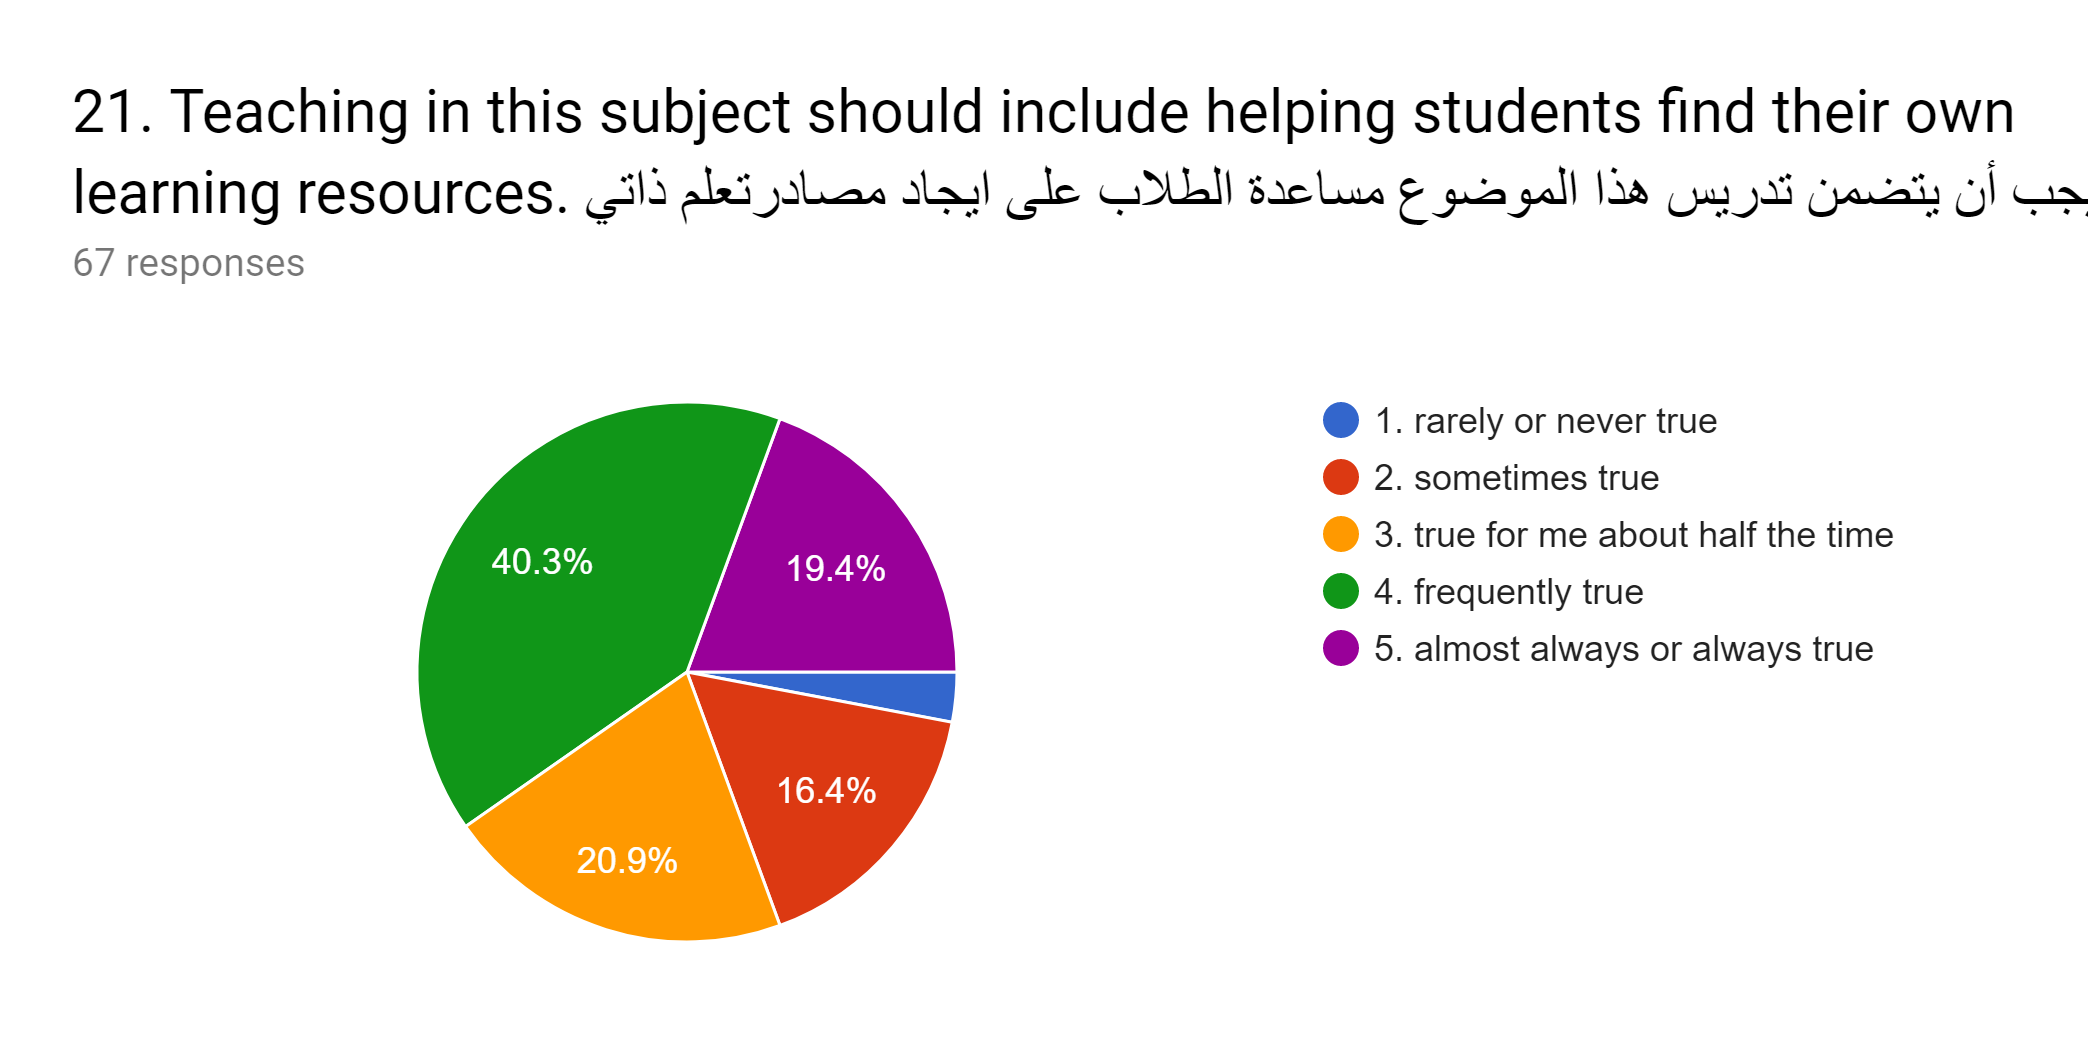 21. Teaching in this subject should include helping students find their own
learning resources. يجب أن يتضمن تدريس هذا الموضوع مساعدة الطلاب على ايجاد مصادرتعلم ذاتي
67 responses
40.3%
19.4%
16.4%
20.9%
1. rarely or never true
2. sometimes true
3. true for me about half the time
4. frequently true
5. almost always or always true